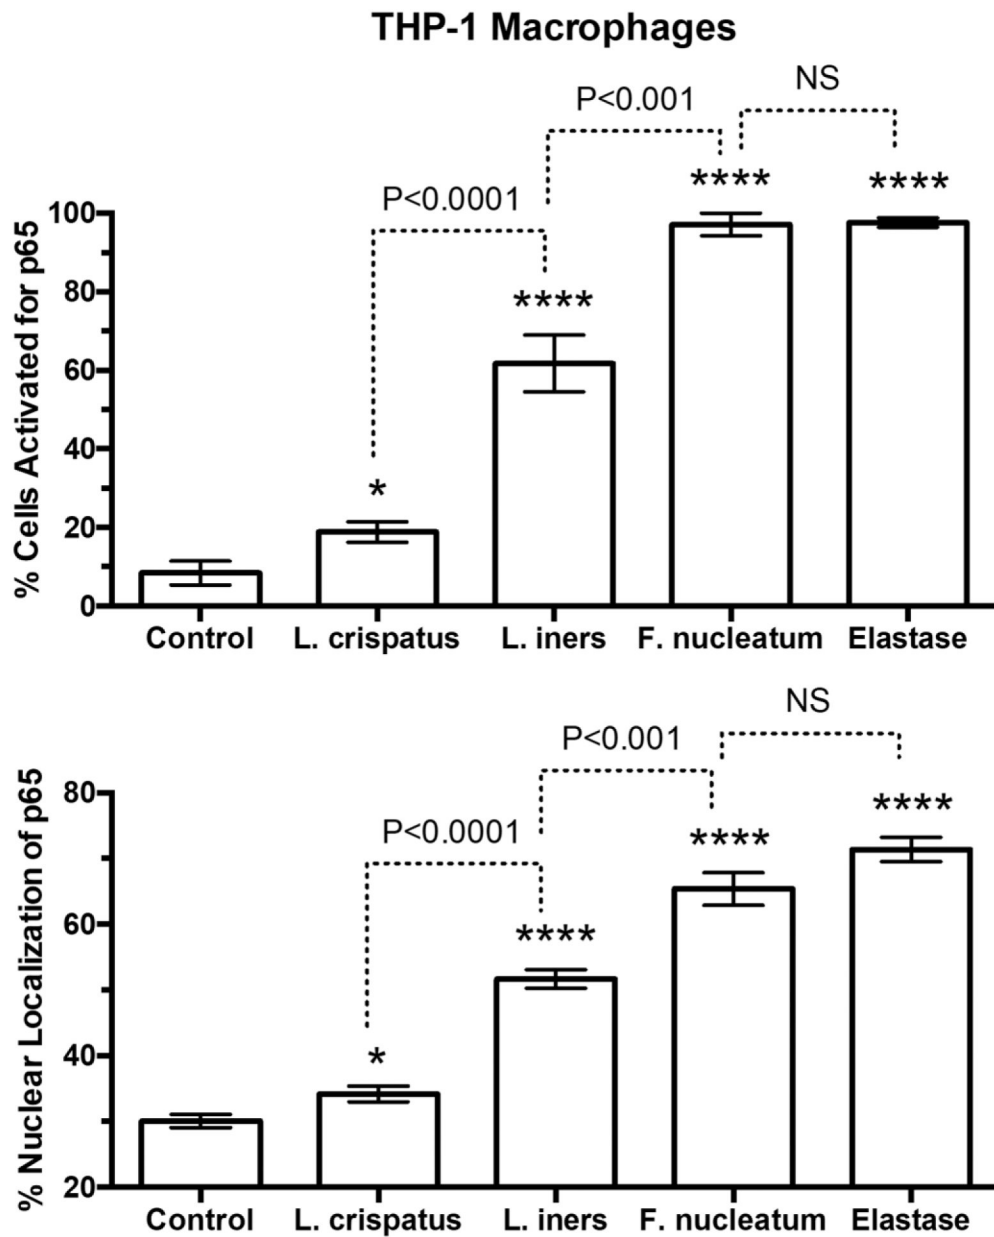 THP-1 Macrophages
NS
P<0.001
****
****
P<0.0001
****
*
% Cells Activated for p65
100
80
60
40
20
0
Control L. crispatus L. iners F. nucleatum Elastase
NS
P<0.001
****
****
P<0.0001
****
*
% Nuclear Localization of p65
80
60
40
20
Control L. crispatus L. iners F. nucleatum Elastase